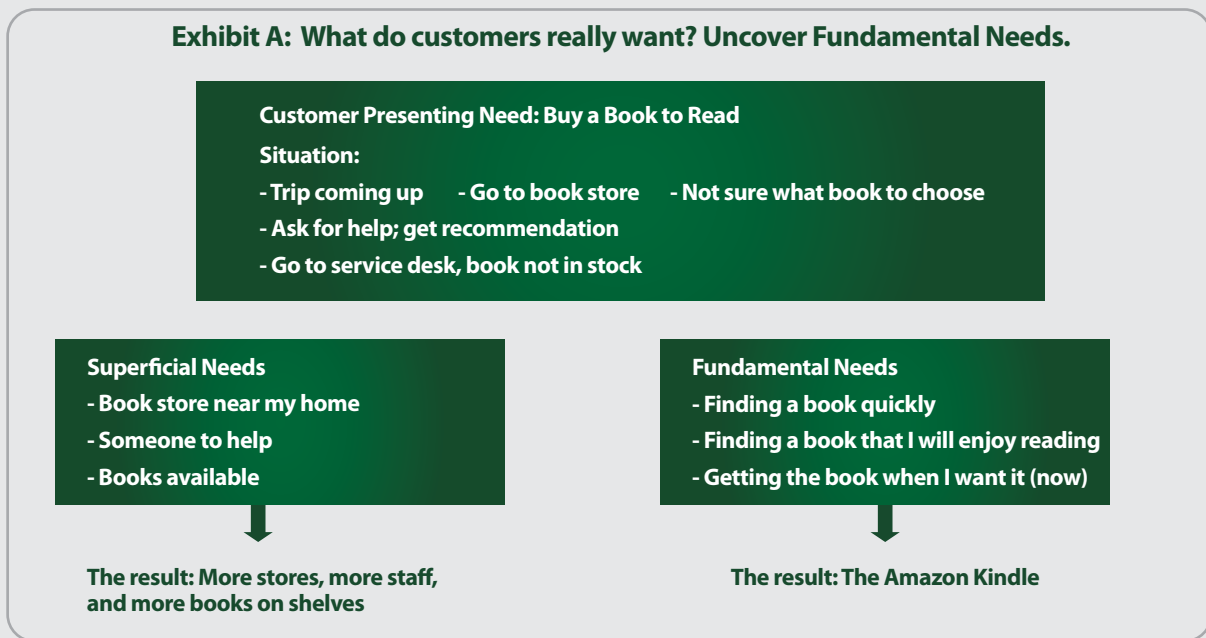 Exhibit A:  What do customers really want? Uncover Fundamental Needs.
Customer Presenting Need: Buy a Book to Read
Situation:
- Trip coming up - Go to book store - Not sure what book to choose
- Ask for help; get recommendation
- Go to service desk, book not in stock
Superficial Needs
- Book store near my home
- Someone to help
- Books available
The result: More stores, more staff,
and more books on shelves
Fundamental Needs
- Finding a book quickly
- Finding a book that I will enjoy reading
- Getting the book when I want it (now)
The result: The Amazon Kindle